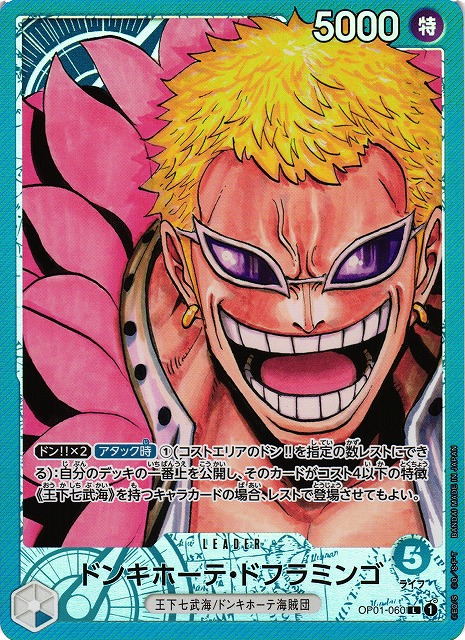 5000 特
ドン!!×2 アタック時 ①(コストエリアのドン!!を指定の数レストにでき
る):自分のデッキの一番上を公開し、そのカードがコスト4以下の特徴
《王下七武海》を持つキャラカードの場合、レストで登場させてもよい。
LEADER
ドンキホーテ・ドフラミンゴ
5
ライフ
王下七武海/ドンキホーテ海賊団
OP01-060 L 1
BANDAI MADE IN JAPAN